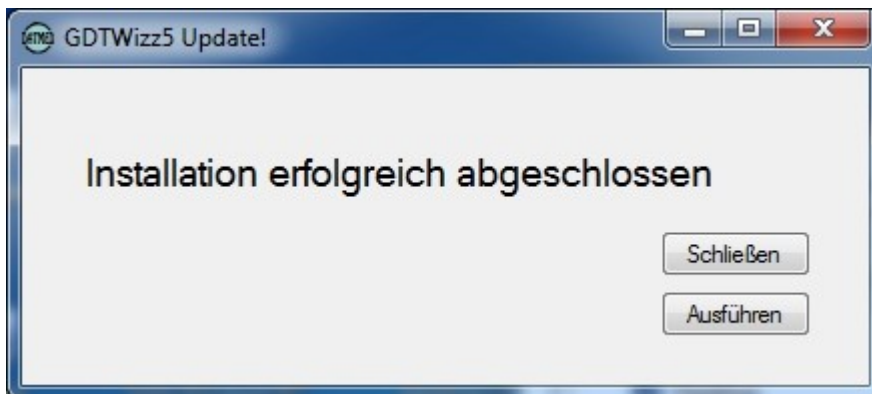 GDTWizz5 Update!
Installation erfolgreich abgeschlossen
Schließen
Ausführen